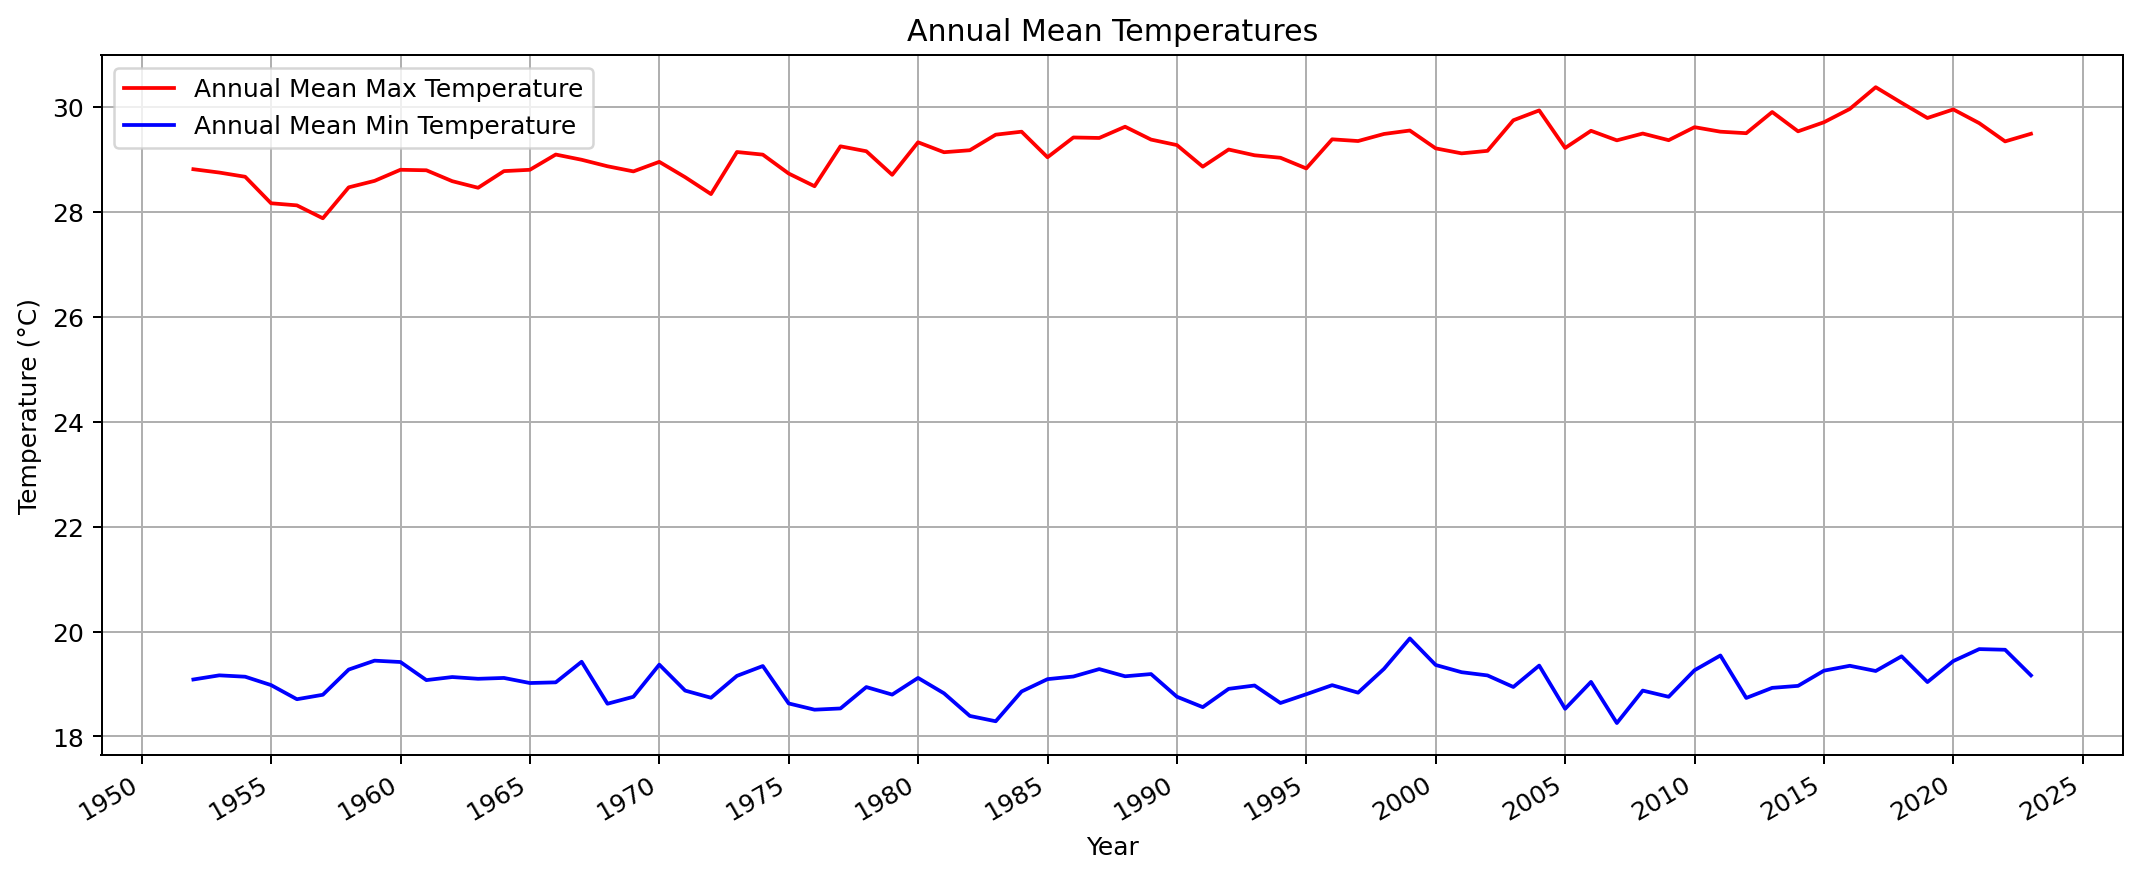 Annual Mean Temperatures
Annual Mean Max Temperature
Annual Mean Min Temperature
30
28
26
24
22
20
18
Temperature (°C)
1950 1955 1960 1965 1970 1975 1980 1985 1990 1995 2000 2005 2010 2015 2020 2025
Year